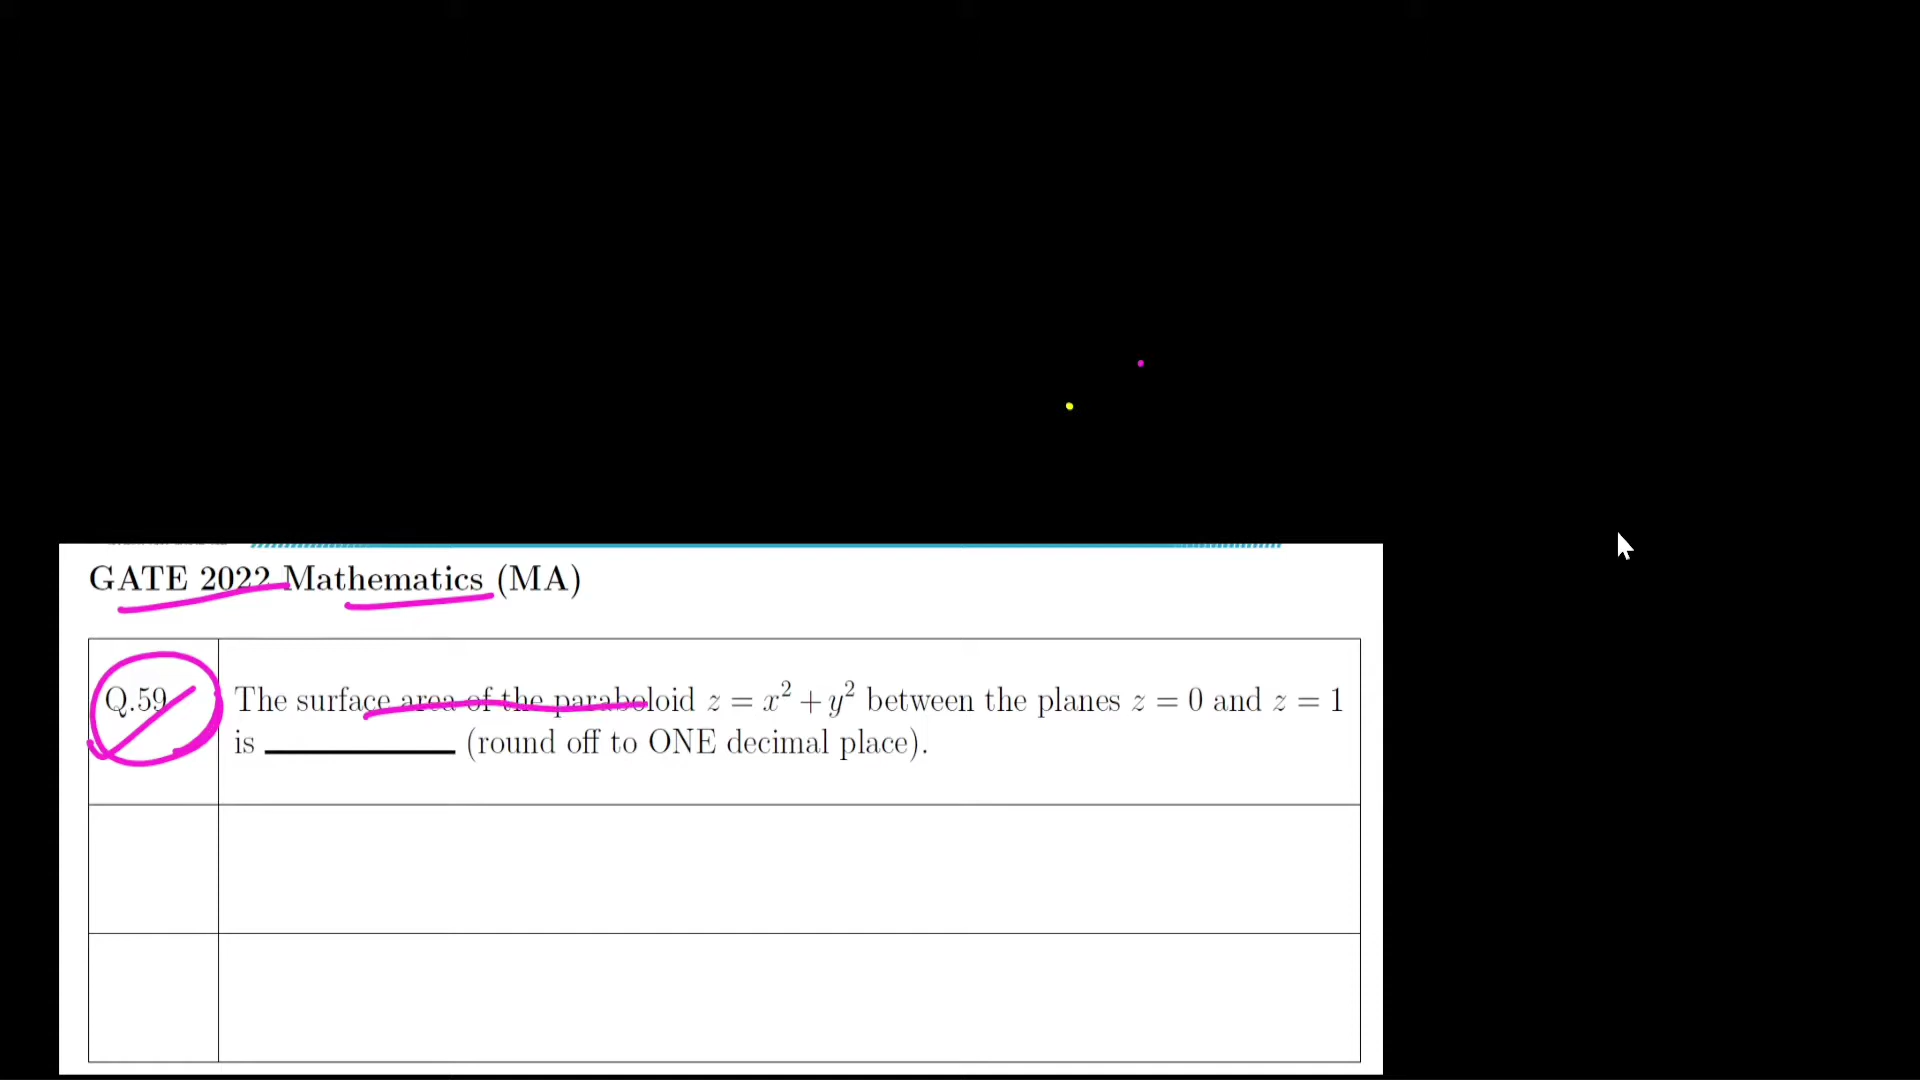 GATE 2022 Mathematics (MA)
Q.59
The surface area of the paraboloid z = x² + y² between the planes z = 0 and z = 1
is ____________ (round off to ONE decimal place).